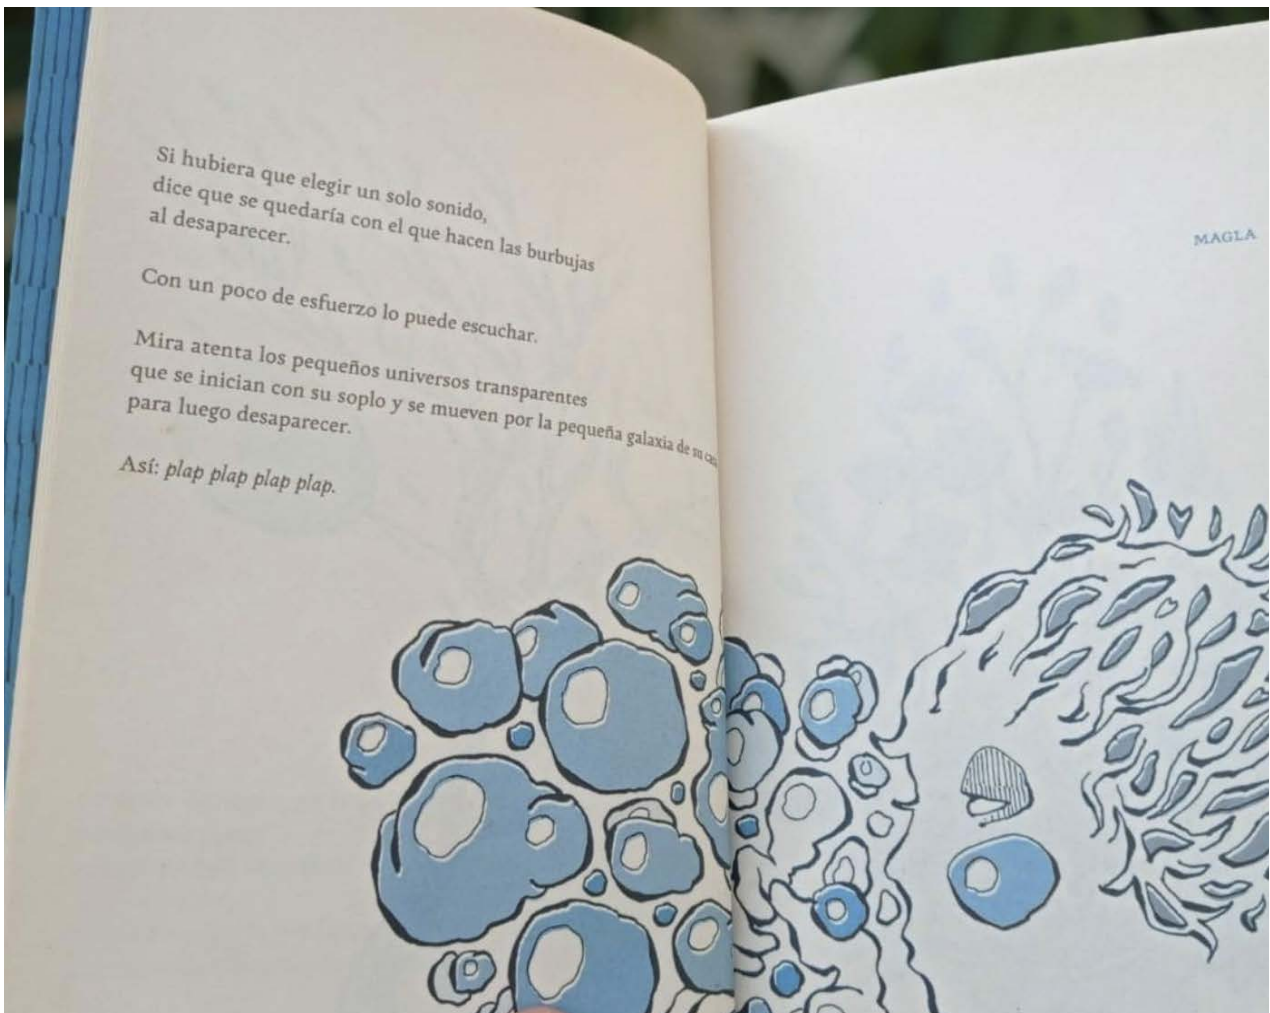 Si hubiera que elegir un solo sonido,
dice que se quedaría con el que hacen las burbujas
al desaparecer.
Con un poco de esfuerzo lo puede escuchar.
Mira atenta los pequeños universos transparentes
que se inician con su soplo y se mueven por la pequeña galaxia de su
para luego desaparecer.
Así: plap plap plap plap.
MAGLA